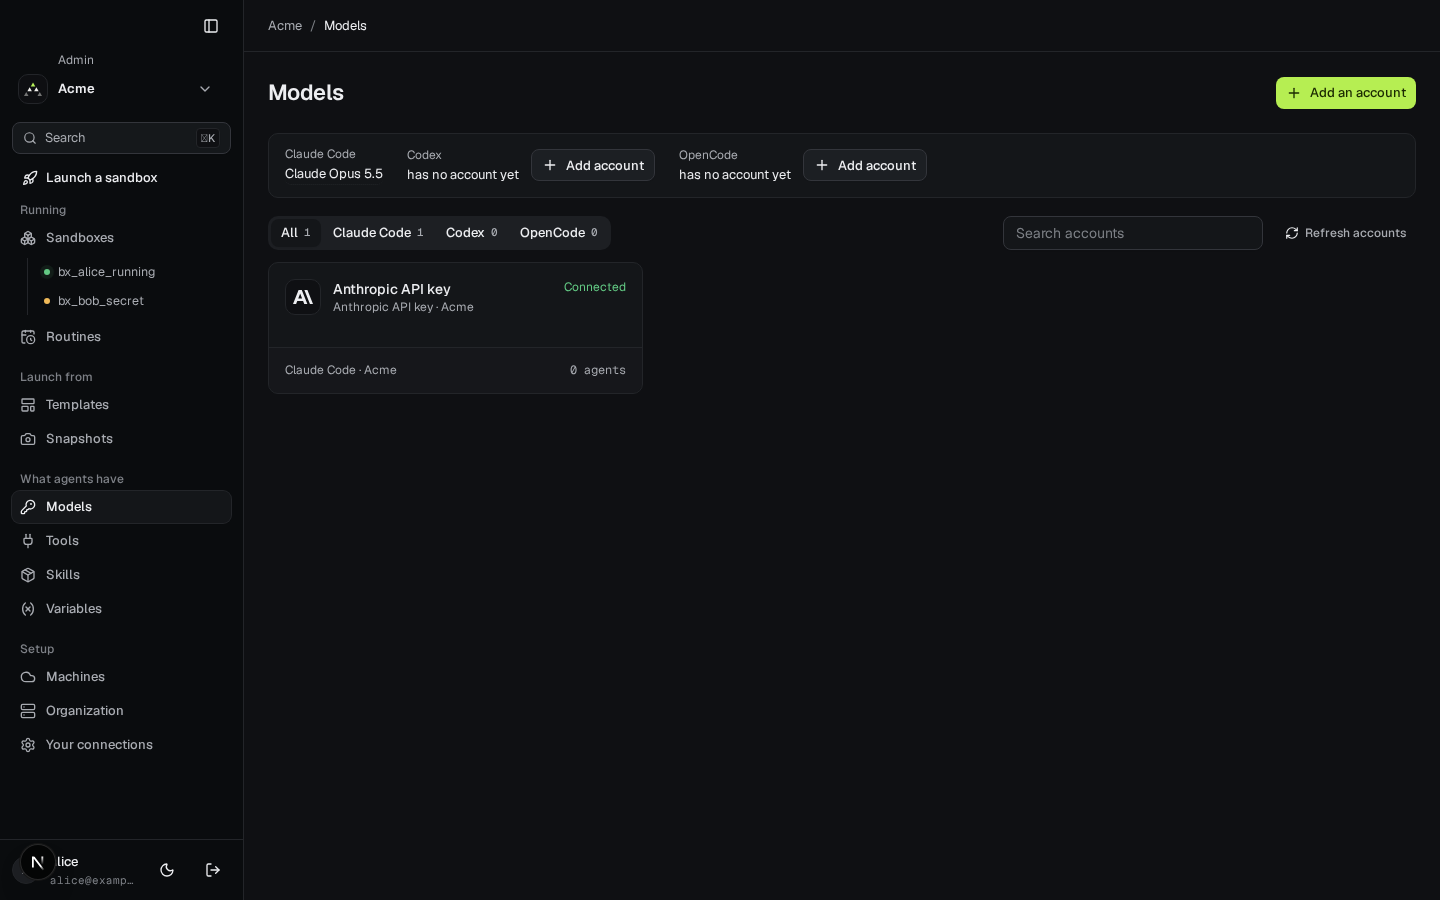 Acme / Models
Admin
Acme
Search
K
Launch a sandbox
Running
Sandboxes
bx_alice_running
bx_bob_secret
Routines
Launch from
Templates
Snapshots
What agents have
Models
Tools
Skills
Variables
Setup
Machines
Organization
Your connections
lice
alice@examp…
N
Models
Add an account
Claude Code
Claude Opus 5.5
Codex
has no account yet
Add account
OpenCode
has no account yet
Add account
All 1
Claude Code 1
Codex 0
OpenCode 0
Search accounts
Refresh accounts
Anthropic API key
Connected
Anthropic API key · Acme
Claude Code · Acme
0 agents